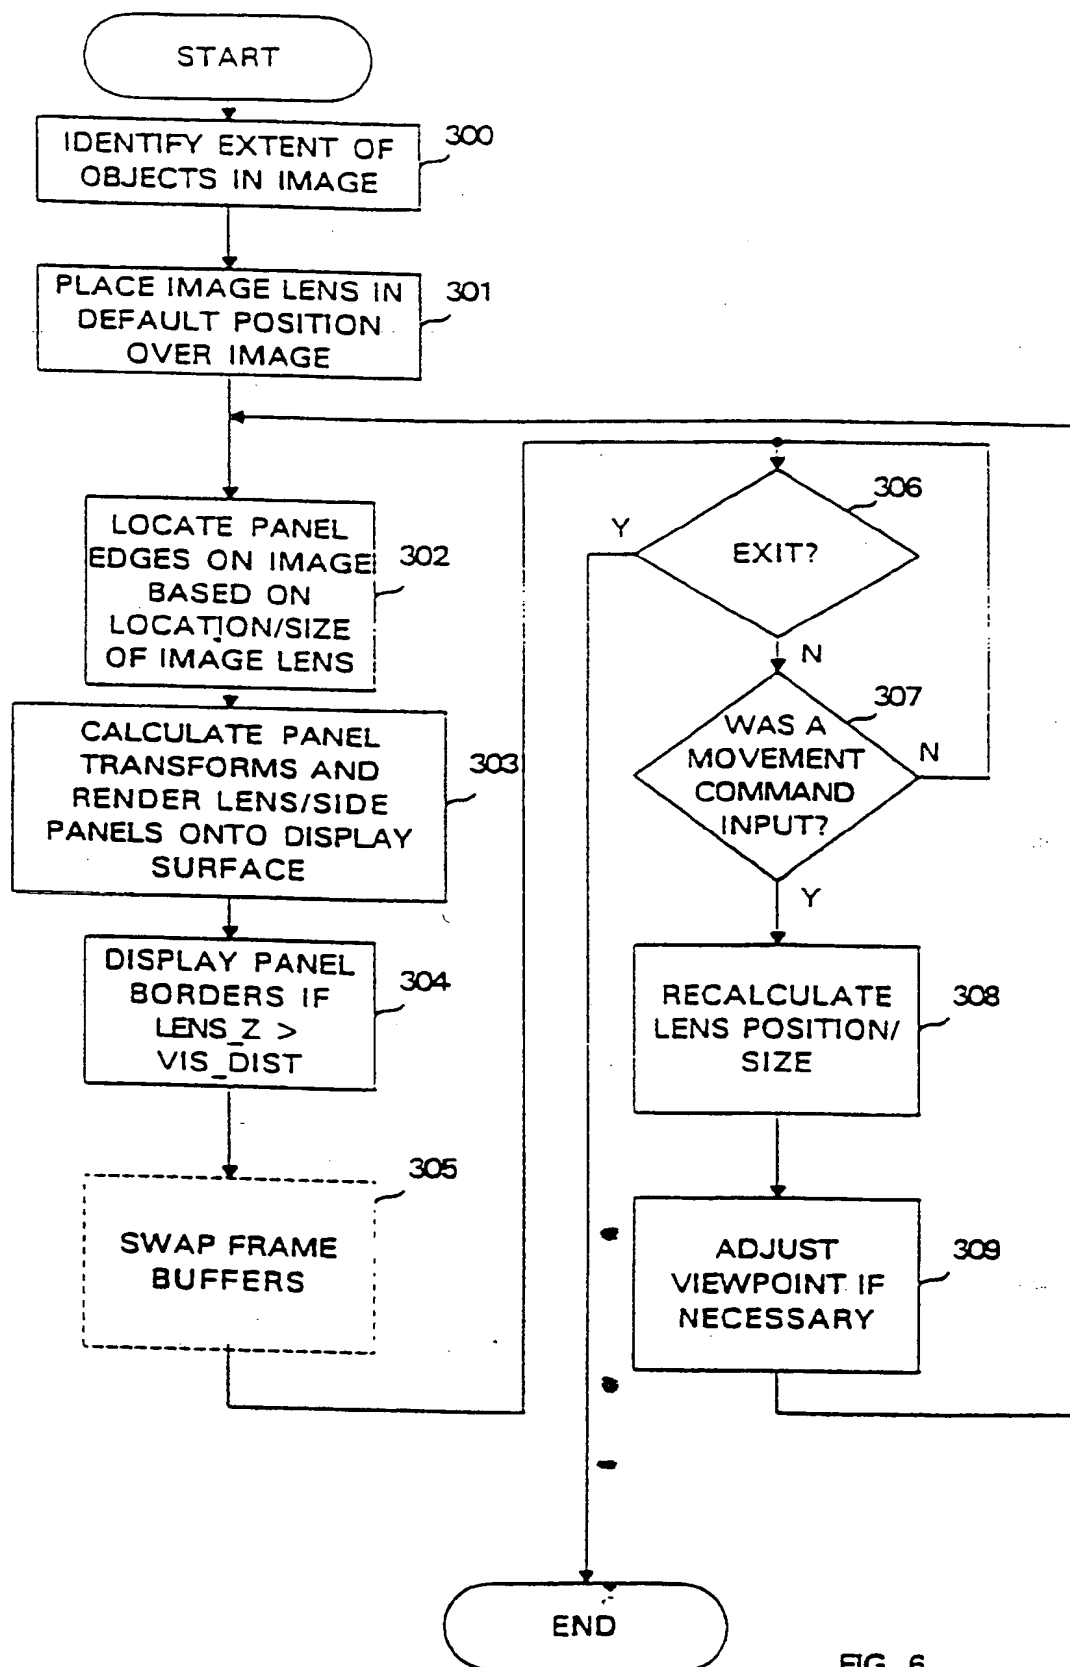 START
IDENTIFY EXTENT OF
OBJECTS IN IMAGE
300
PLACE IMAGE LENS IN
DEFAULT POSITION
OVER IMAGE
301
LOCATE PANEL
EDGES ON IMAGE
BASED ON
LOCATION/SIZE
OF IMAGE LENS
302
CALCULATE PANEL
TRANSFORMS AND
RENDER LENS/SIDE
PANELS ONTO DISPLAY
SURFACE
303
DISPLAY PANEL
BORDERS IF
LENS_Z >
VIS_DIST
304
SWAP FRAME
BUFFERS
305
EXIT?
306
Y
N
WAS A
MOVEMENT
COMMAND
INPUT?
307
N
Y
RECALCULATE
LENS POSITION/
SIZE
308
ADJUST
VIEWPOINT IF
NECESSARY
309
END
FIG. 6